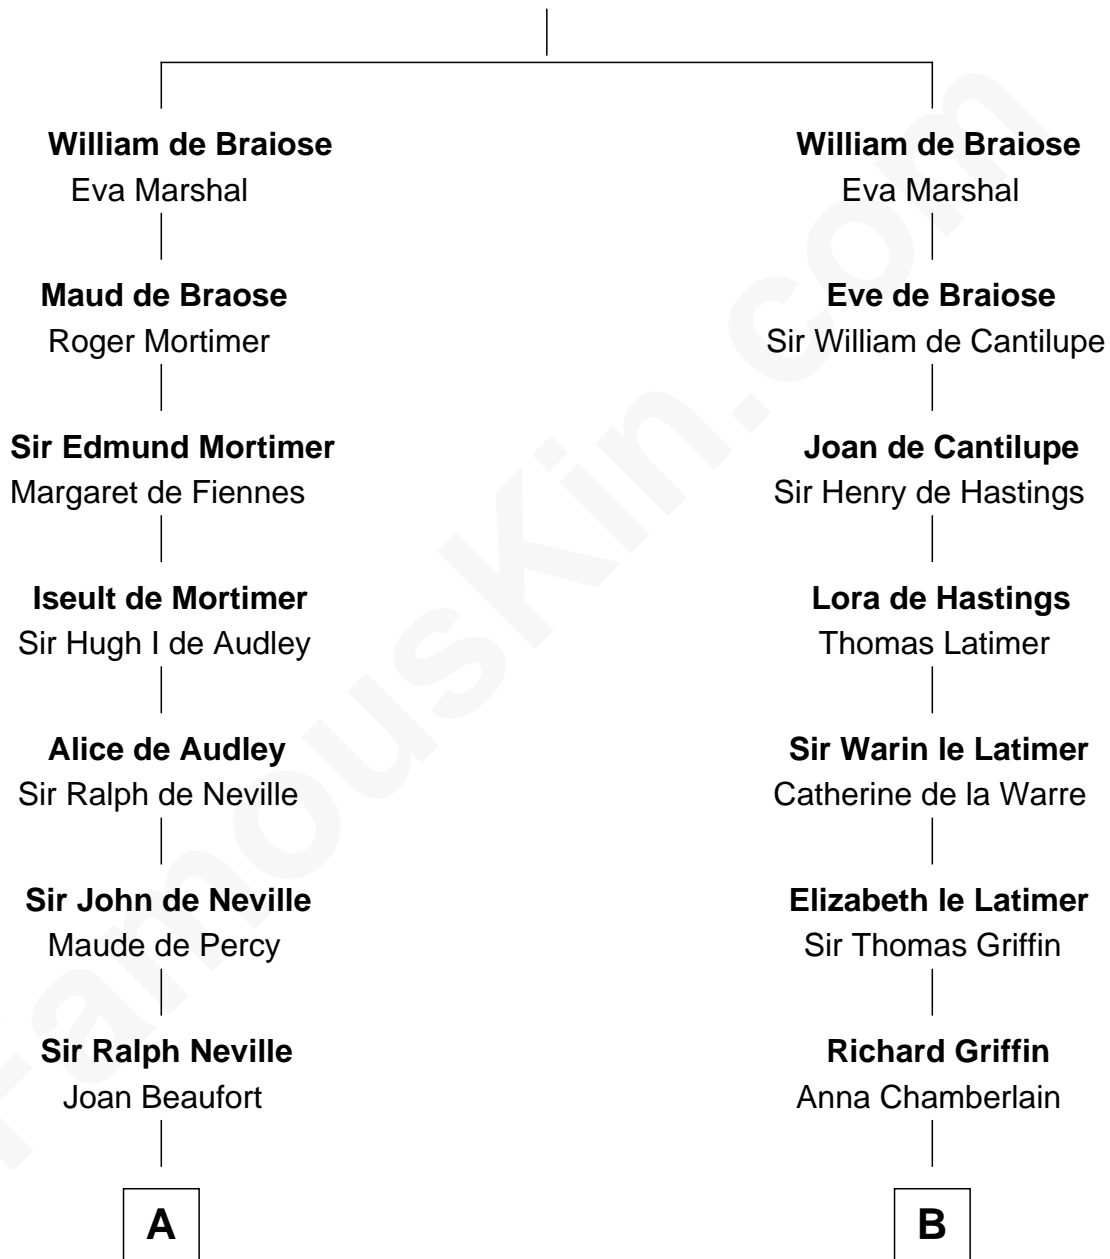 William de Braiose
Eva Marshal
Maud de Braose
Roger Mortimer
Sir Edmund Mortimer
Margaret de Fiennes
Iseult de Mortimer
Sir Hugh I de Audley
Alice de Audley
Sir Ralph de Neville
Sir John de Neville
Maude de Percy
Sir Ralph Neville
Joan Beaufort
A
William de Braiose
Eva Marshal
Eve de Braiose
Sir William de Cantilupe
Joan de Cantilupe
Sir Henry de Hastings
Lora de Hastings
Thomas Latimer
Sir Warin le Latimer
Catherine de la Warre
Elizabeth le Latimer
Sir Thomas Griffin
Richard Griffin
Anna Chamberlain
B
FamousKin.com